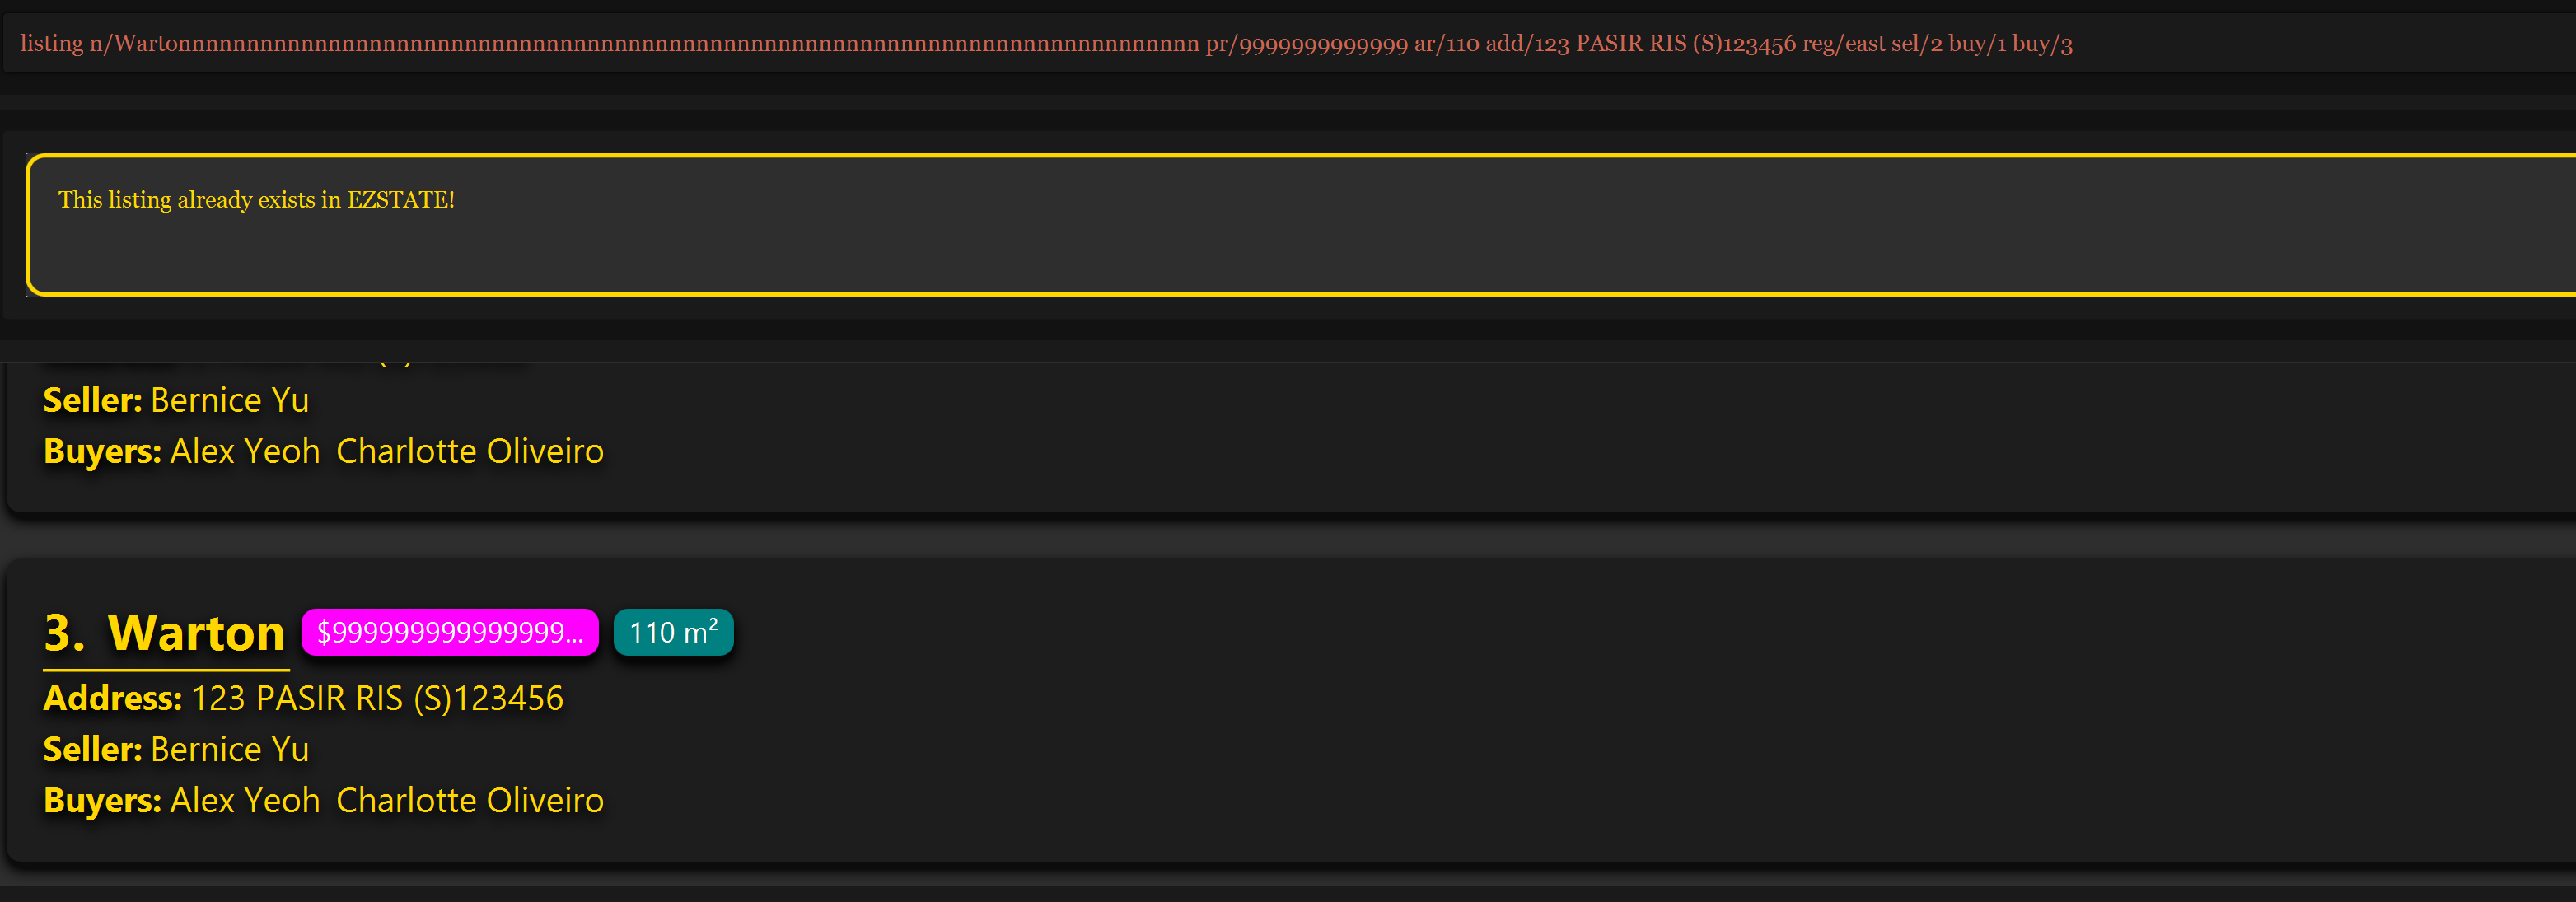 listing n/Wartonnnnnnnnnnnnnnnnnnnnnnnnnnnnnnnnnnnnnnnnnnnnnnnnnnnnnnnnnnnnnnnnnnnnnnnnnnnnnnnn pr/9999999999999 ar/110 add/123 PASIR RIS (S)123456 reg/east sel/2 buy/1 buy/3
This listing already exists in EZSTATE!
Seller: Bernice Yu
Buyers: Alex Yeoh Charlotte Oliveiro
3. Warton $999999999999999... 110 m²
Address: 123 PASIR RIS (S)123456
Seller: Bernice Yu
Buyers: Alex Yeoh Charlotte Oliveiro